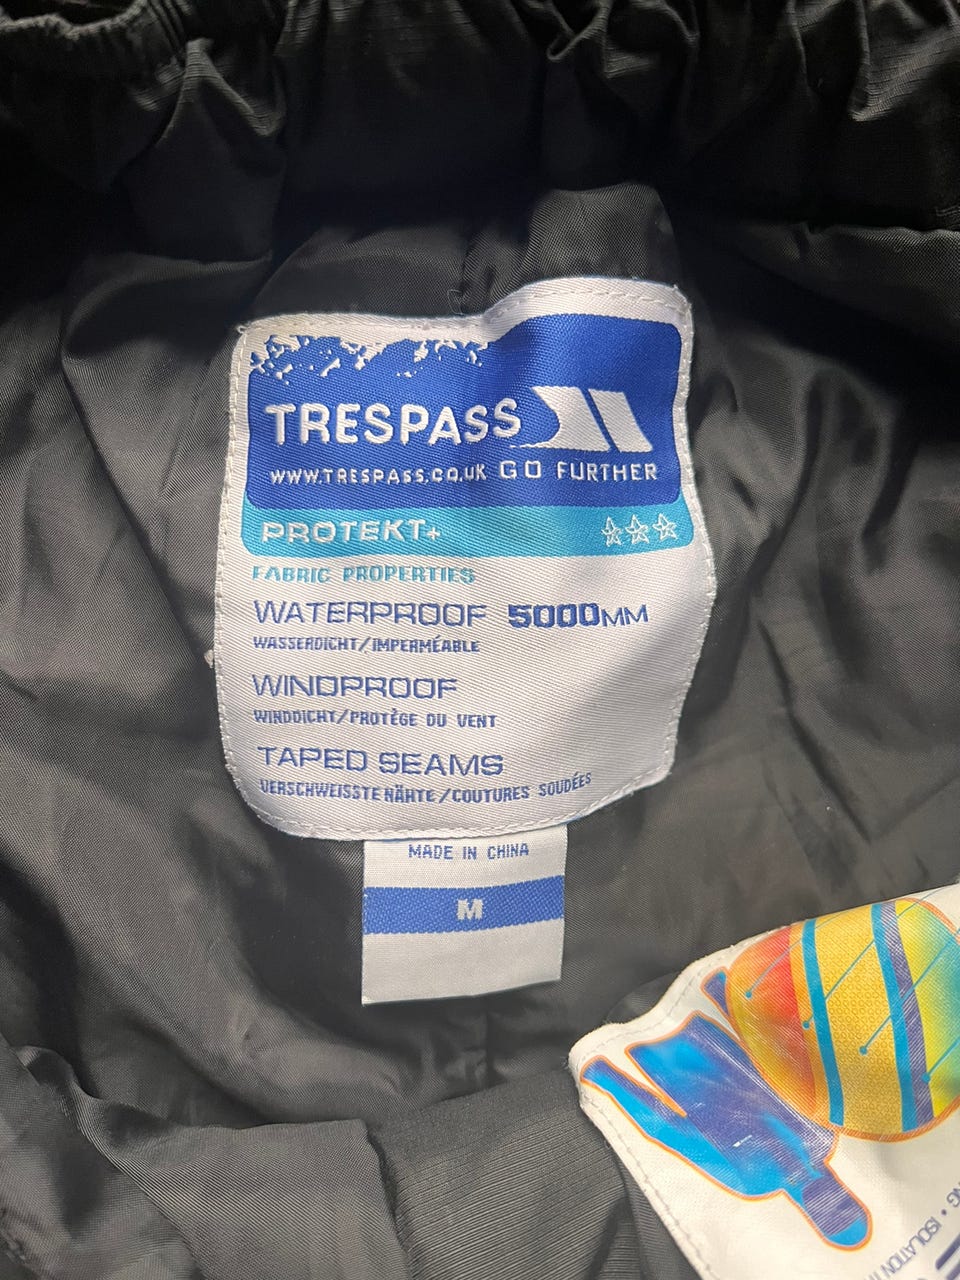 TRESPASS
WWW.TRESPASS.CO.UK GO FURTHER
PROTEKT+
FABRIC PROPERTIES
WATERPROOF 5000MM
WASSERDICHT/IMPERMÉABLE
WINDPROOF
WINDDICHT/PROTÈGE DU VENT
TAPED SEAMS
VERSCHWEISSTE NÄHTE/COUTURES SOUDÉES
MADE IN CHINA
M